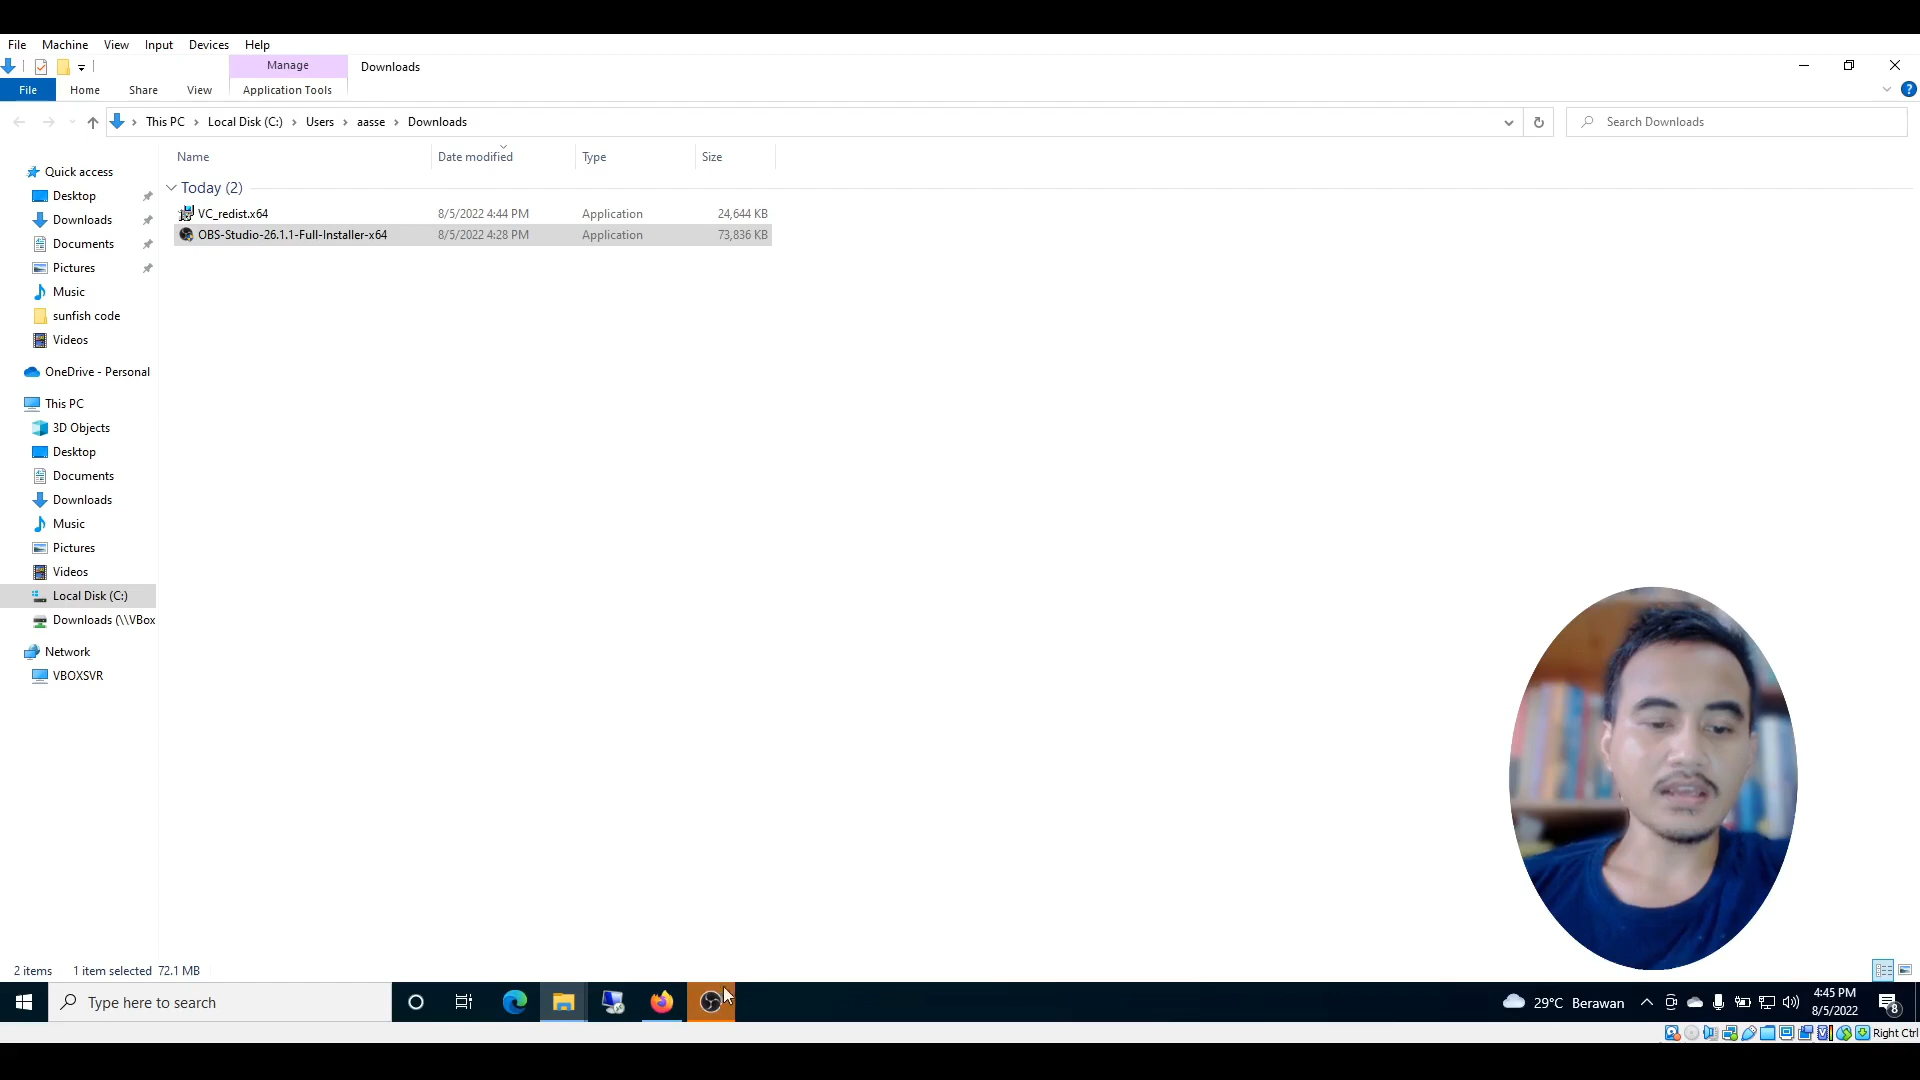 File Machine View Input Devices Help
Manage Downloads
File Home Share View Application Tools
This PC Local Disk (C:) Users aasse Downloads Search Downloads
Name Date modified Type Size
Quick access
Today (2)
Desktop
VC_redist.x64 8/5/2022 4:44 PM Application 24,644 KB
Downloads
OBS-Studio-26.1.1-Full-Installer-x64 8/5/2022 4:28 PM Application 73,836 KB
Documents
Pictures
Music
sunfish code
Videos
OneDrive - Personal
This PC
3D Objects
Desktop
Documents
Downloads
Music
Pictures
Videos
Local Disk (C:)
Downloads (\\VBox
Network
VBOXSVR
2 items 1 item selected 72.1 MB
Type here to search
29°C Berawan
4:45 PM
8/5/2022
8
Right Ctrl